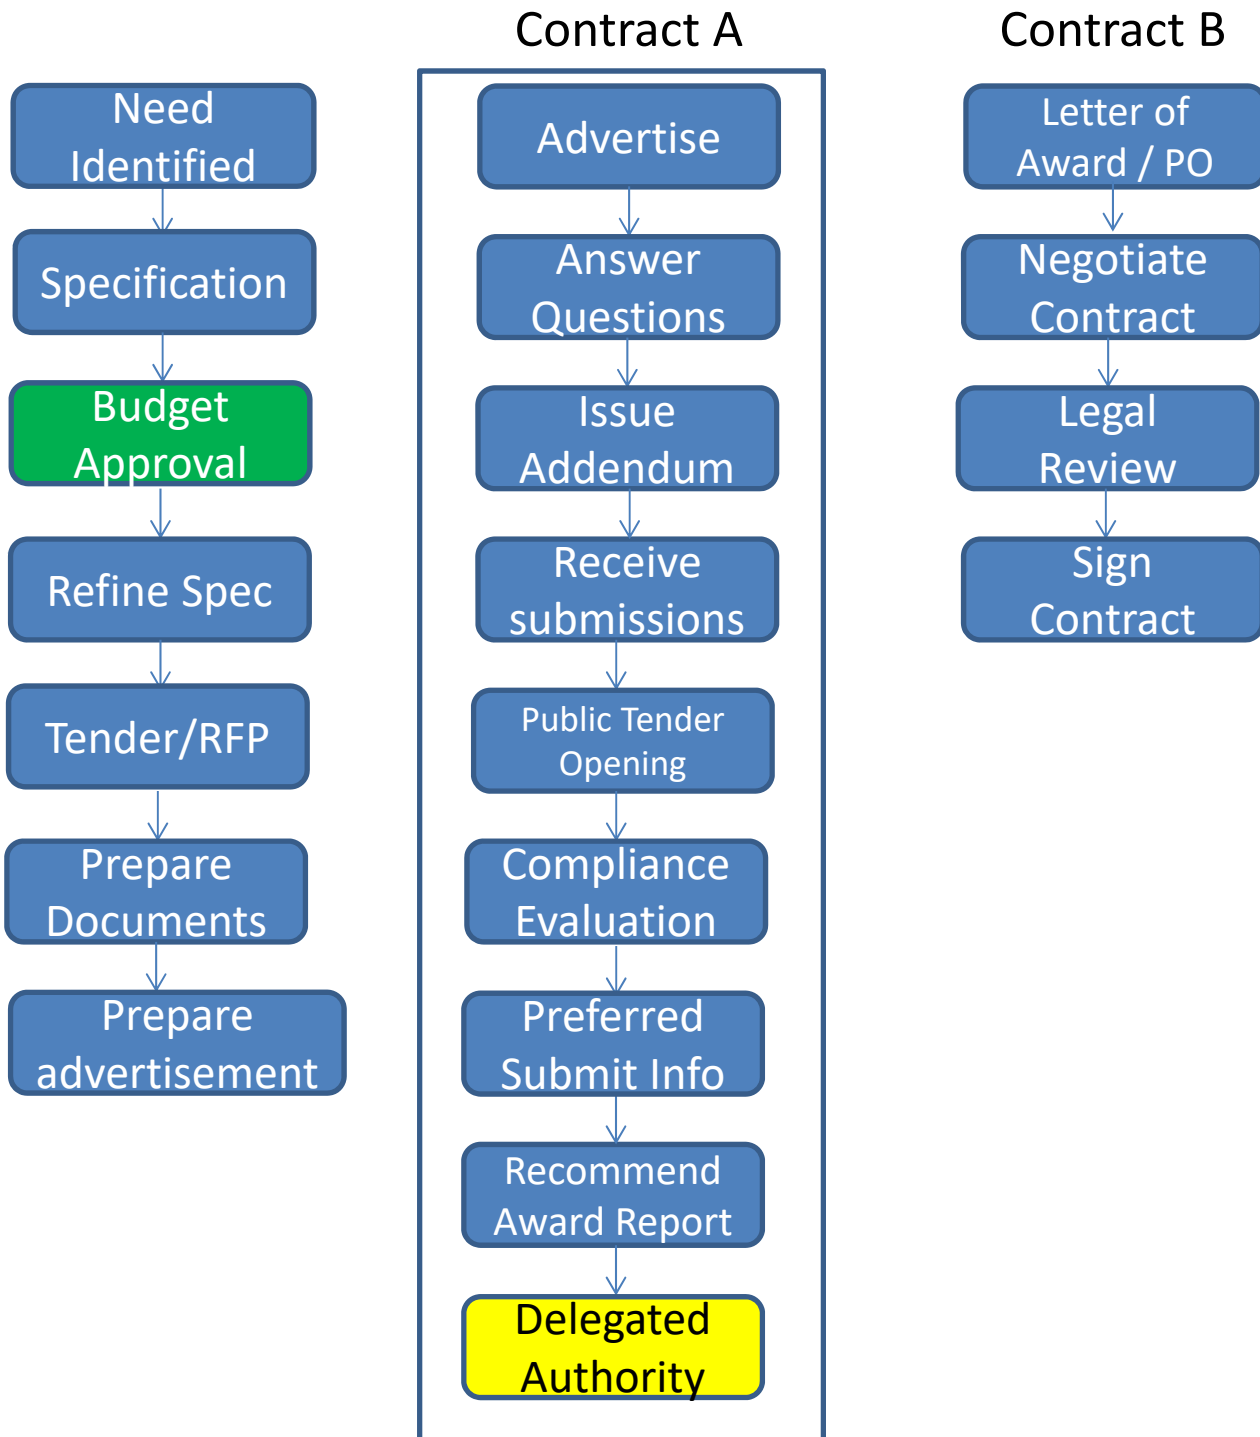 Contract A
Contract B
Need
Identified
Specification
Budget
Approval
Refine Spec
Tender/RFP
Prepare
Documents
Prepare
advertisement
Advertise
Answer
Questions
Issue
Addendum
Receive
submissions
Public Tender
Opening
Compliance
Evaluation
Preferred
Submit Info
Recommend
Award Report
Delegated
Authority
Letter of
Award / PO
Negotiate
Contract
Legal
Review
Sign
Contract